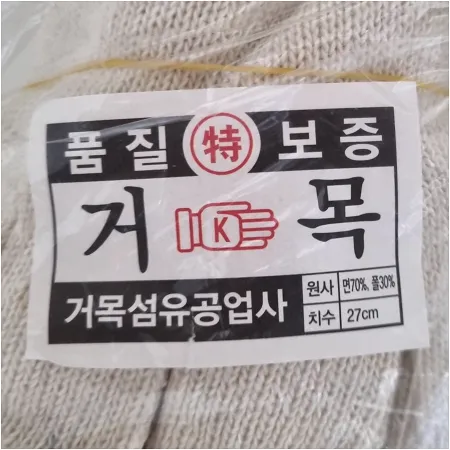 품질 特 보증
거 K 목
거목섬유공업사
원사 면70%, 폴30%
치수 27cm